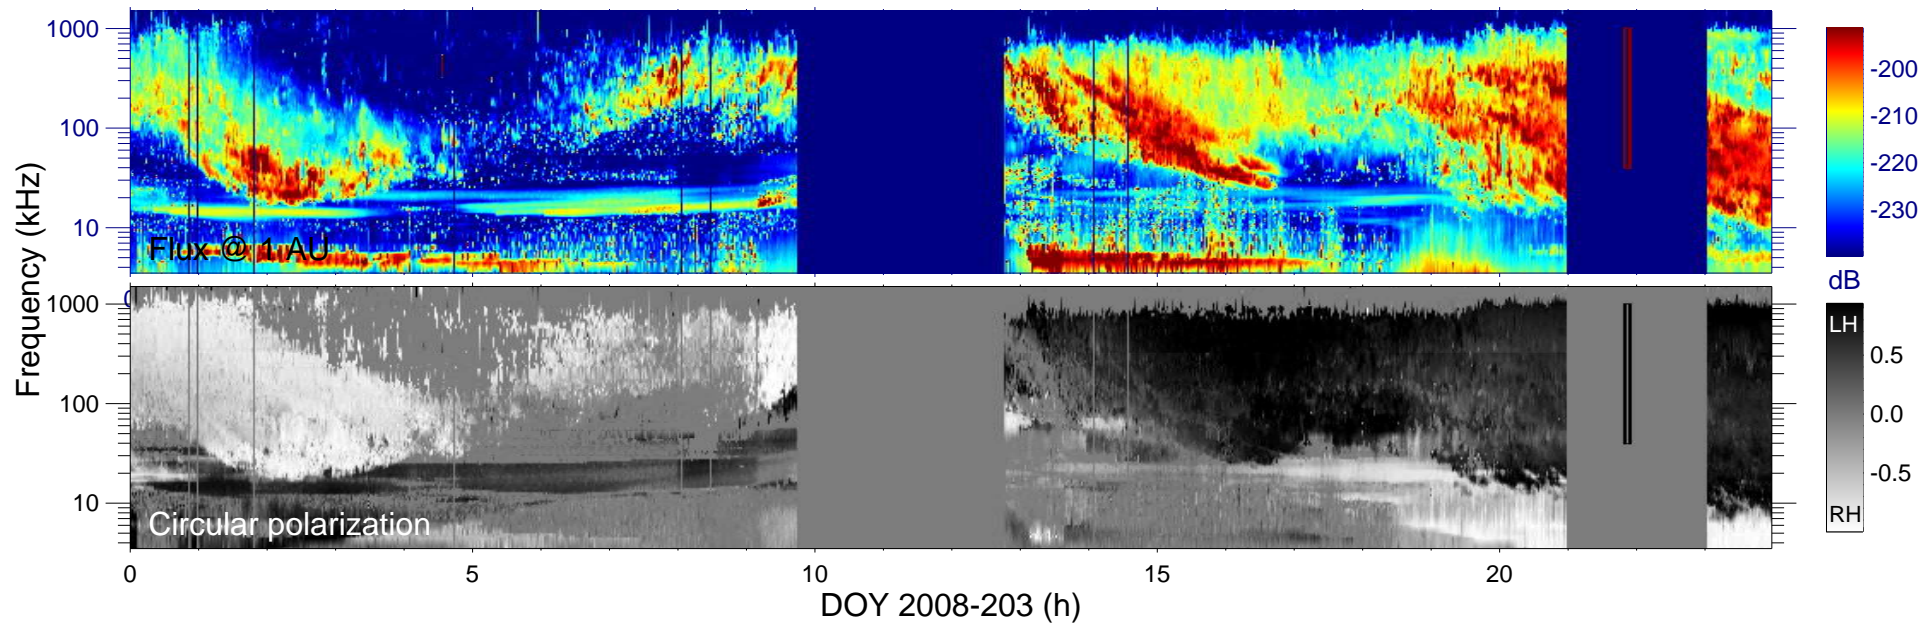 1000
100
10
Flux @ 1 AU
-200
-210
-220
-230
dB
Frequency (kHz)
1000
100
10
Circular polarization
LH
0.5
0.0
-0.5
RH
0 5 10 15 20
DOY 2008-203 (h)